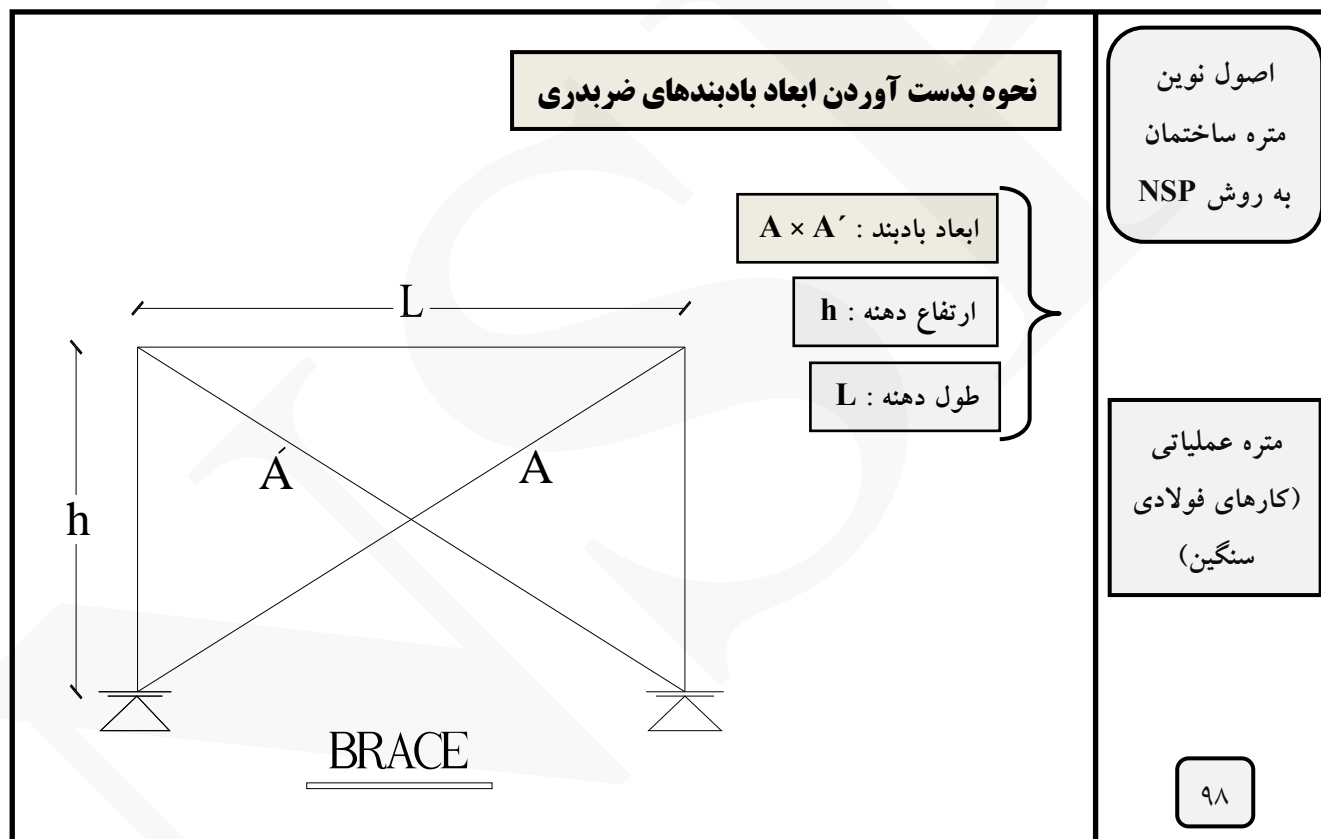 اصول نوین
متره ساختمان
به روش NSP
نحوه بدست آوردن ابعاد بادبندهای ضربدری
ابعاد بادبند : A × A´
ارتفاع دهنه : h
طول دهنه : L
L
h
Á
A
BRACE
متره عملیاتی
(کارهای فولادی
سنگین)
۹۸